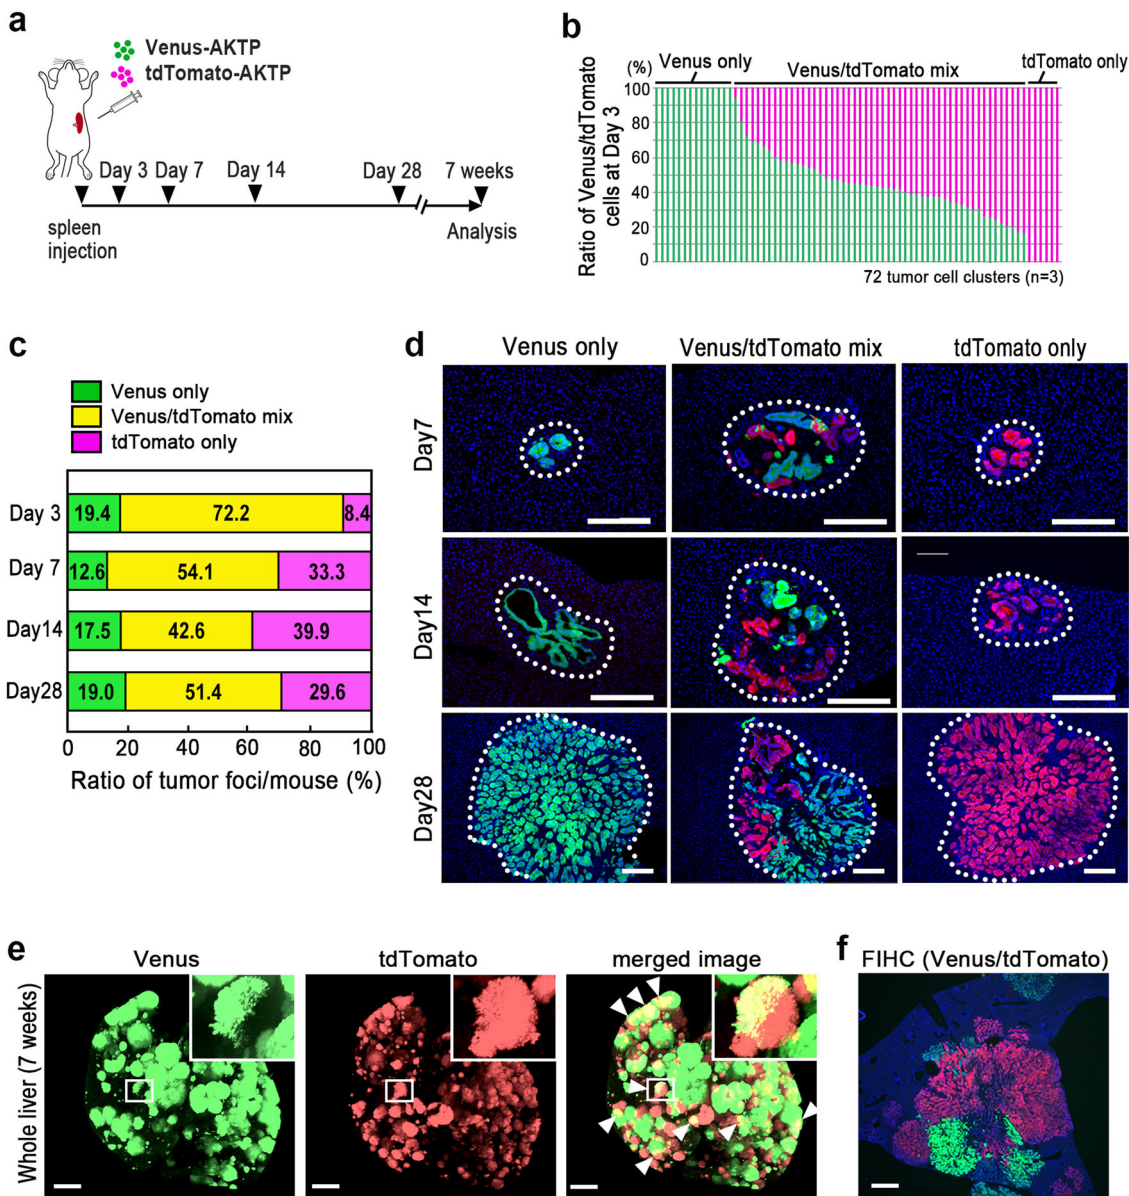 a
Venus-AKTP
tdTomato-AKTP
Day 3
Day 7
Day 14
Day 28
7 weeks
spleen
injection
Analysis
b
Ratio of Venus/tdTomato
cells at Day 3
(%)
Venus only
Venus/tdTomato mix
tdTomato only
100
80
60
40
20
0
72 tumor cell clusters (n=3)
c
Venus only
Venus/tdTomato mix
tdTomato only
Day 3
19.4
72.2
8.4
Day 7
12.6
54.1
33.3
Day14
17.5
42.6
39.9
Day28
19.0
51.4
29.6
0
20
40
60
80
100
Ratio of tumor foci/mouse (%)
d
Venus only
Venus/tdTomato mix
tdTomato only
Day7
Day14
Day28
e
Venus
tdTomato
merged image
Whole liver (7 weeks)
f
FIHC (Venus/tdTomato)